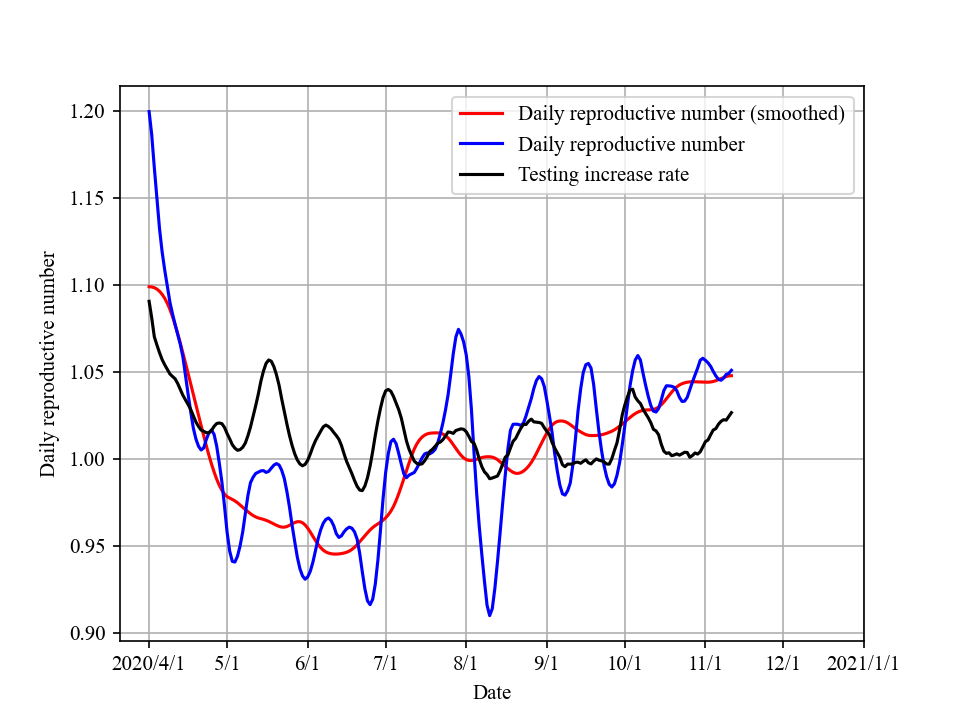 Daily reproductive number (smoothed)
Daily reproductive number
Testing increase rate
Daily reproductive number
1.20
1.15
1.10
1.05
1.00
0.95
0.90
2020/4/1 5/1 6/1 7/1 8/1 9/1 10/1 11/1 12/1 2021/1/1
Date